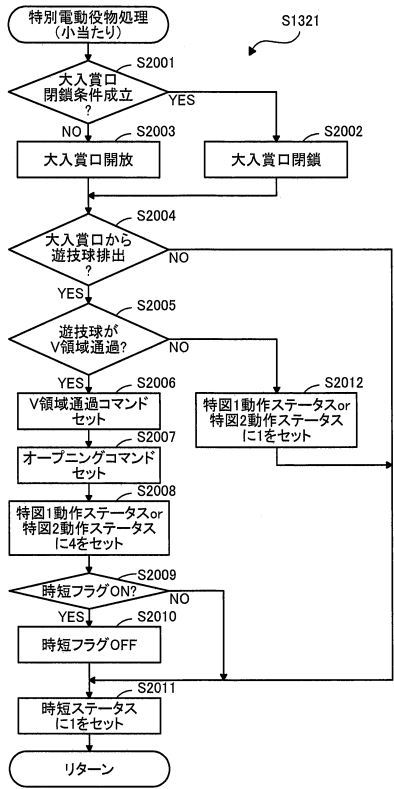 特別電動役物処理
(小当たり)
S1321
S2001
大入賞口
閉鎖条件成立
?
YES
NO
S2003
S2002
大入賞口開放
大入賞口閉鎖
S2004
大入賞口から
遊技球排出
?
NO
YES
S2005
遊技球が
V領域通過?
NO
YES
S2006
S2012
V領域通過コマンド
セット
特図1動作ステータスor
特図2動作ステータス
に1をセット
S2007
オープニングコマンド
セット
S2008
特図1動作ステータスor
特図2動作ステータス
に4をセット
S2009
時短フラグON?
NO
YES
S2010
時短フラグOFF
S2011
時短ステータス
に1をセット
リターン